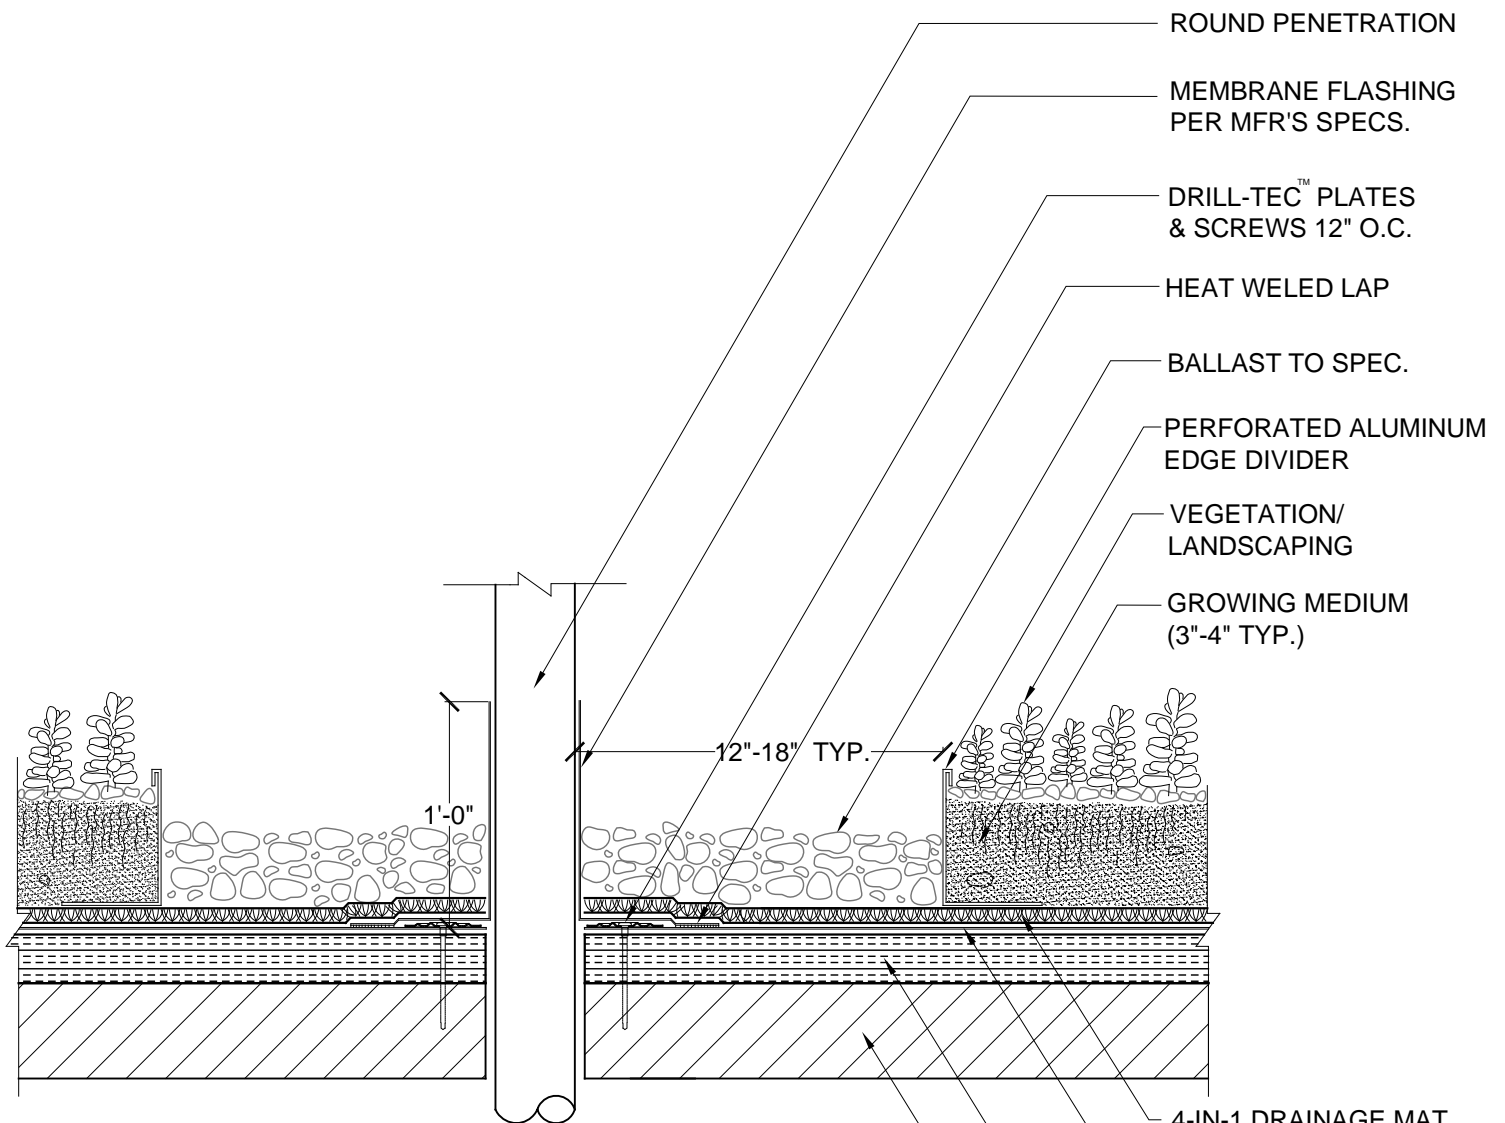 ROUND PENETRATION
MEMBRANE FLASHING
PER MFR'S SPECS.
DRILL-TEC™ PLATES
& SCREWS 12" O.C.
HEAT WELED LAP
BALLAST TO SPEC.
PERFORATED ALUMINUM
EDGE DIVIDER
VEGETATION/
LANDSCAPING
GROWING MEDIUM
(3"-4" TYP.)
12"-18" TYP.
1'-0"
4-IN-1 DRAINAGE MAT